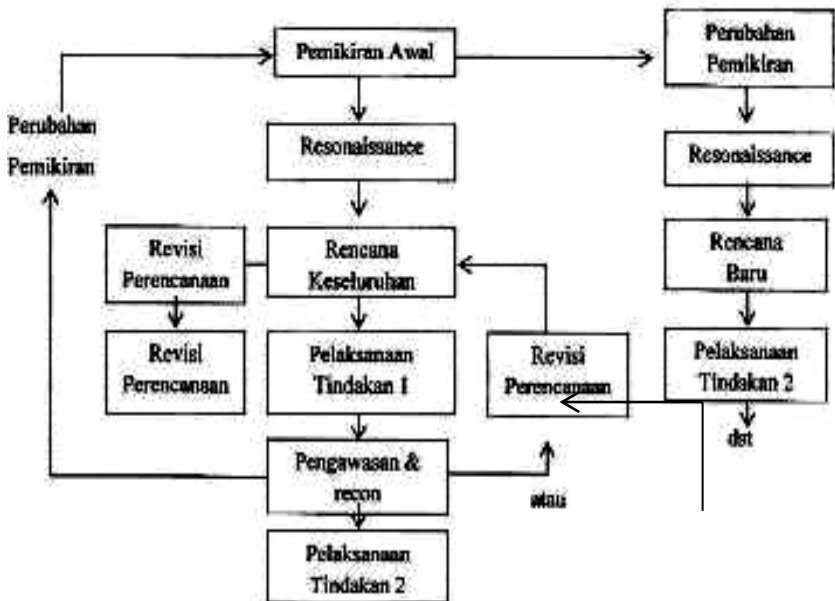 Pemikiran Awal
Perubahan
Pemikiran
Perubahan
Pemikiran
Resonaissance
Resonaissance
Revisi
Perencanaan
Rencana
Keseluruhan
Rencana
Baru
Revisi
Perencanaan
Pelaksanaan
Tindakan 1
Revisi
Perencanaan
Pelaksanaan
Tindakan 2
dst
Pengawasan &
recon
atau
Pelaksanaan
Tindakan 2